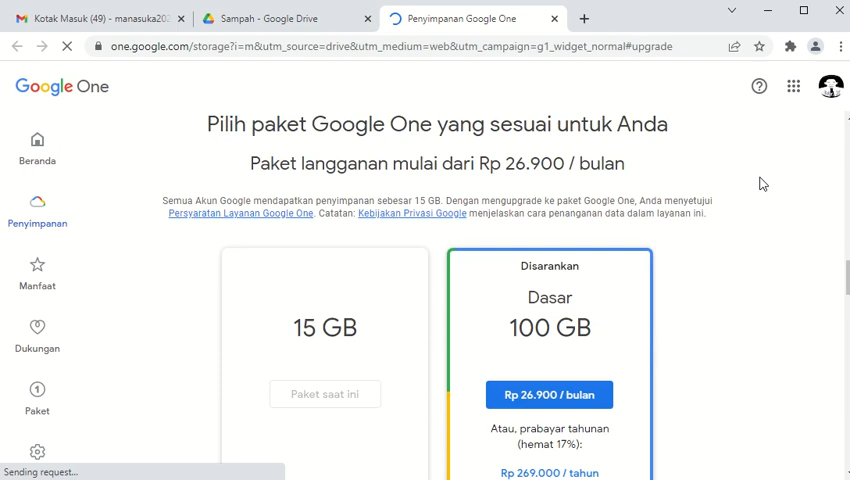 Kotak Masuk (49) - manasuka202
Sampah - Google Drive
Penyimpanan Google One
one.google.com/storage?i=m&utm_source=drive&utm_medium=web&utm_campaign=g1_widget_normal#upgrade
Google One
Beranda
Penyimpanan
Manfaat
Dukungan
Paket
Pilih paket Google One yang sesuai untuk Anda
Paket langganan mulai dari Rp 26.900 / bulan
Semua Akun Google mendapatkan penyimpanan sebesar 15 GB. Dengan mengupgrade ke paket Google One, Anda menyetujui
Persyaratan Layanan Google One. Catatan: Kebijakan Privasi Google menjelaskan cara penanganan data dalam layanan ini.
15 GB
Paket saat ini
Disarankan
Dasar
100 GB
Rp 26.900 / bulan
Atau, prabayar tahunan
(hemat 17%):
Rp 269.000 / tahun
Sending request...